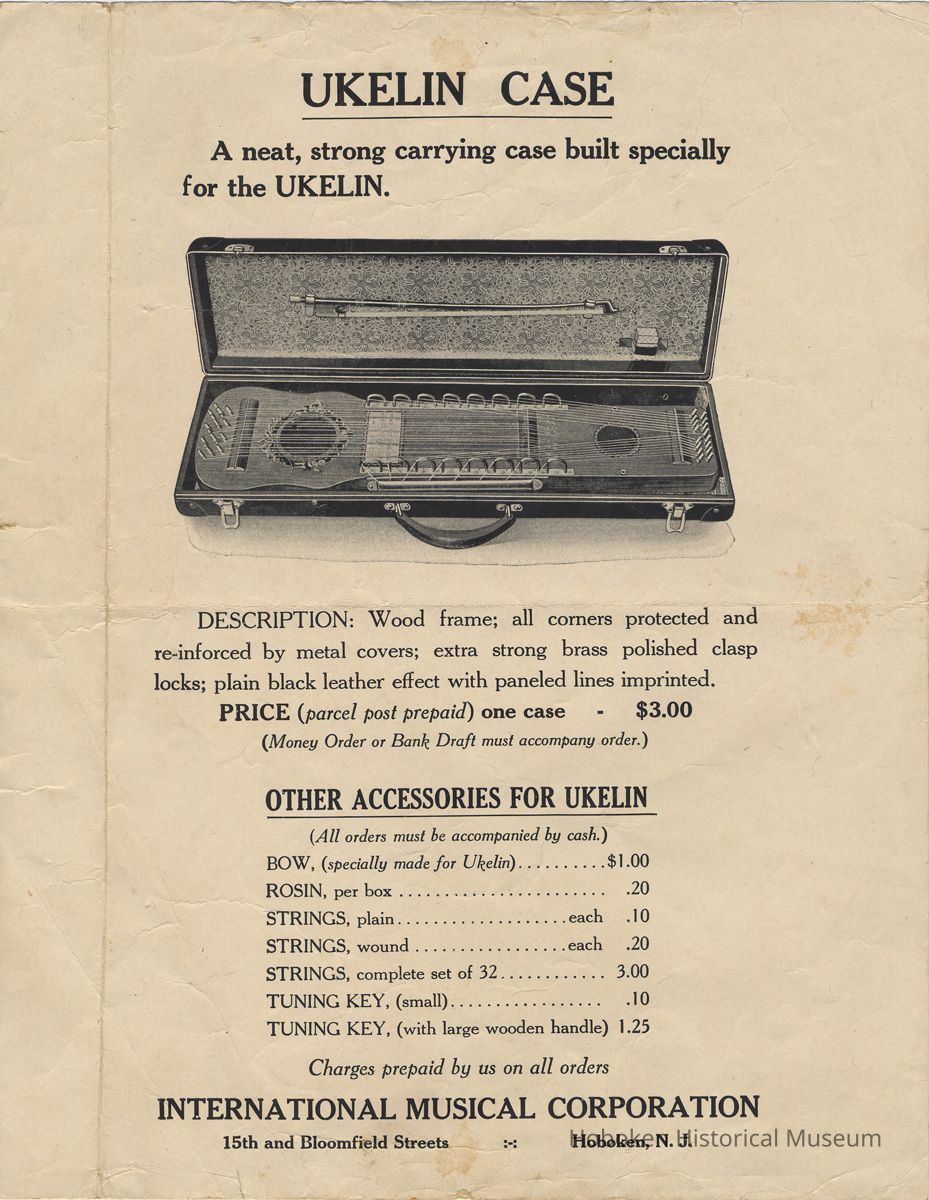 UKELIN CASE
A neat, strong carrying case built specially
for the UKELIN.
DESCRIPTION: Wood frame; all corners protected and
re-inforced by metal covers; extra strong brass polished clasp
locks; plain black leather effect with paneled lines imprinted.
PRICE (parcel post prepaid) one case - $3.00
(Money Order or Bank Draft must accompany order.)
OTHER ACCESSORIES FOR UKELIN
(All orders must be accompanied by cash.)
BOW, (specially made for Ukelin)..........$1.00
ROSIN, per box ....................... .20
STRINGS, plain...................each .10
STRINGS, wound .................each .20
STRINGS, complete set of 32............ 3.00
TUNING KEY, (small)................. .10
TUNING KEY, (with large wooden handle) 1.25
Charges prepaid by us on all orders
INTERNATIONAL MUSICAL CORPORATION
15th and Bloomfield Streets :-: Hoboken, N. J.
Hoboken Historical Museum